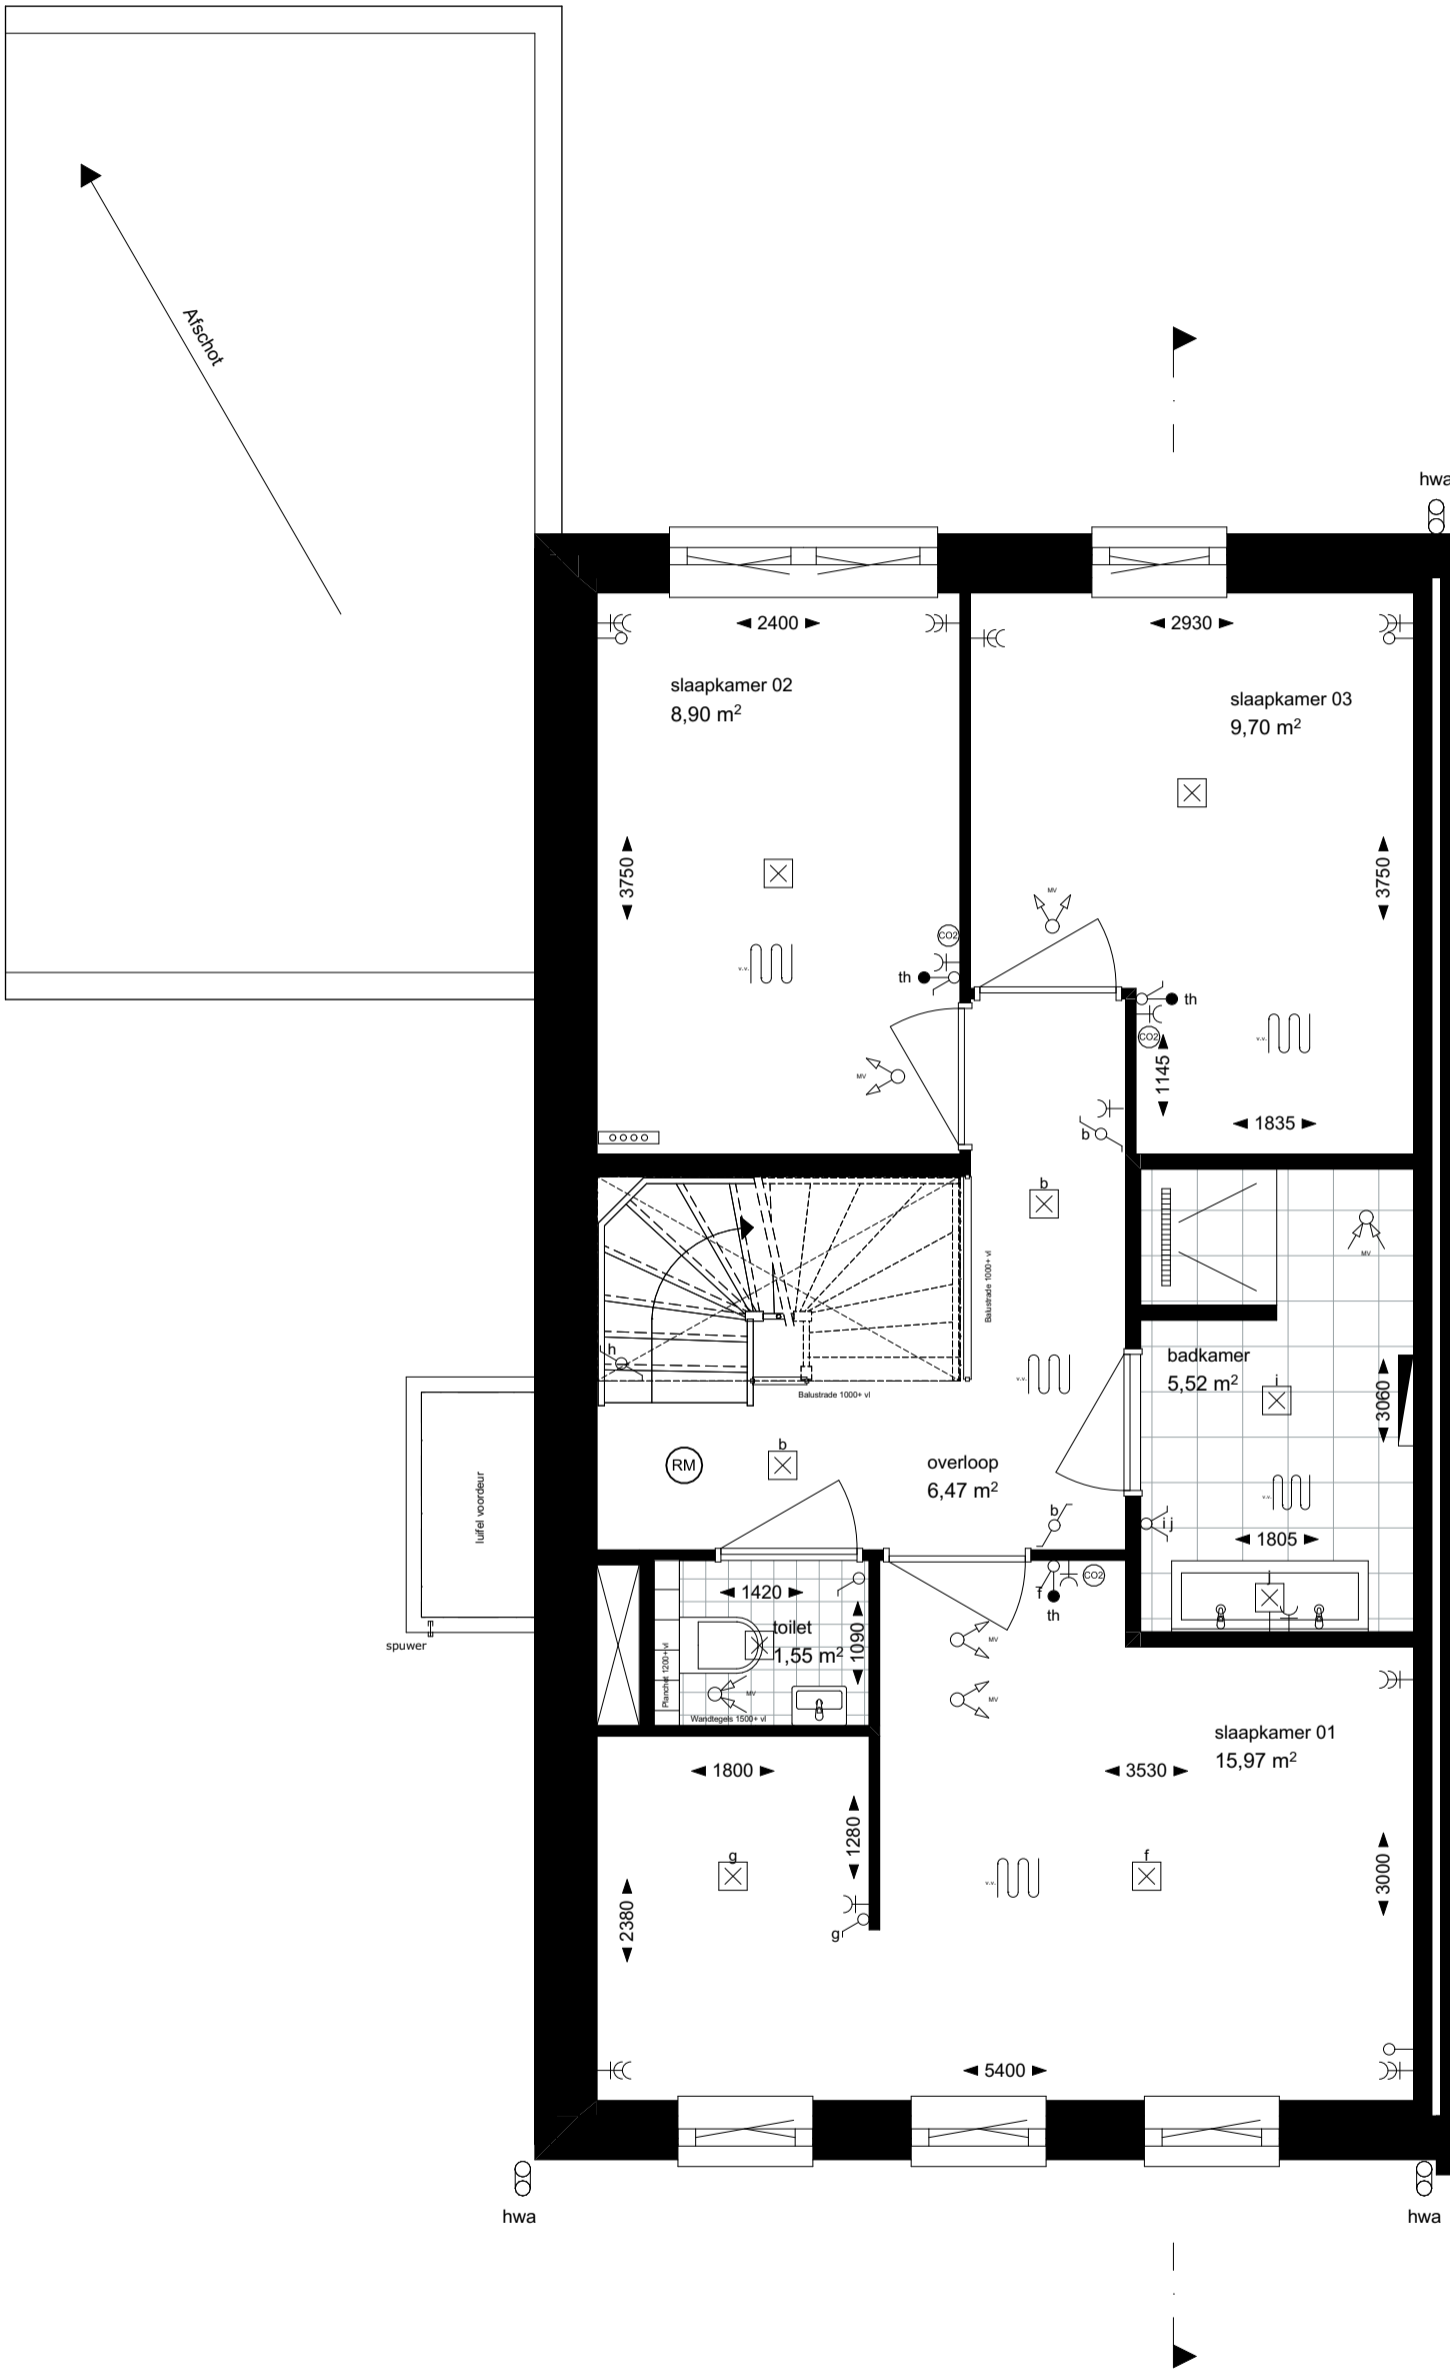 Afschot
hwa
2400
2930
slaapkamer 02
8,90 m²
slaapkamer 03
9,70 m²
3750
3750
MV
CO2
th
th
v.v.
CO2
v.v.
1145
MV
b
1835
b
Balustrade 1000+ vl
MV
h
badkamer
5,52 m²
i
3060
v.v.
Balustrade 1000+ vl
luifel voordeur
RM
b
overloop
6,47 m²
v.v.
b
i j
1805
j
1420
CO2
f
th
toilet
1,55 m²
1090
spuwer
Planchet 1200+ vl
MV
MV
MV
Wandtegels 1500+ vl
slaapkamer 01
15,97 m²
1800
3530
1280
g
f
v.v.
3000
2380
g
5400
hwa
hwa